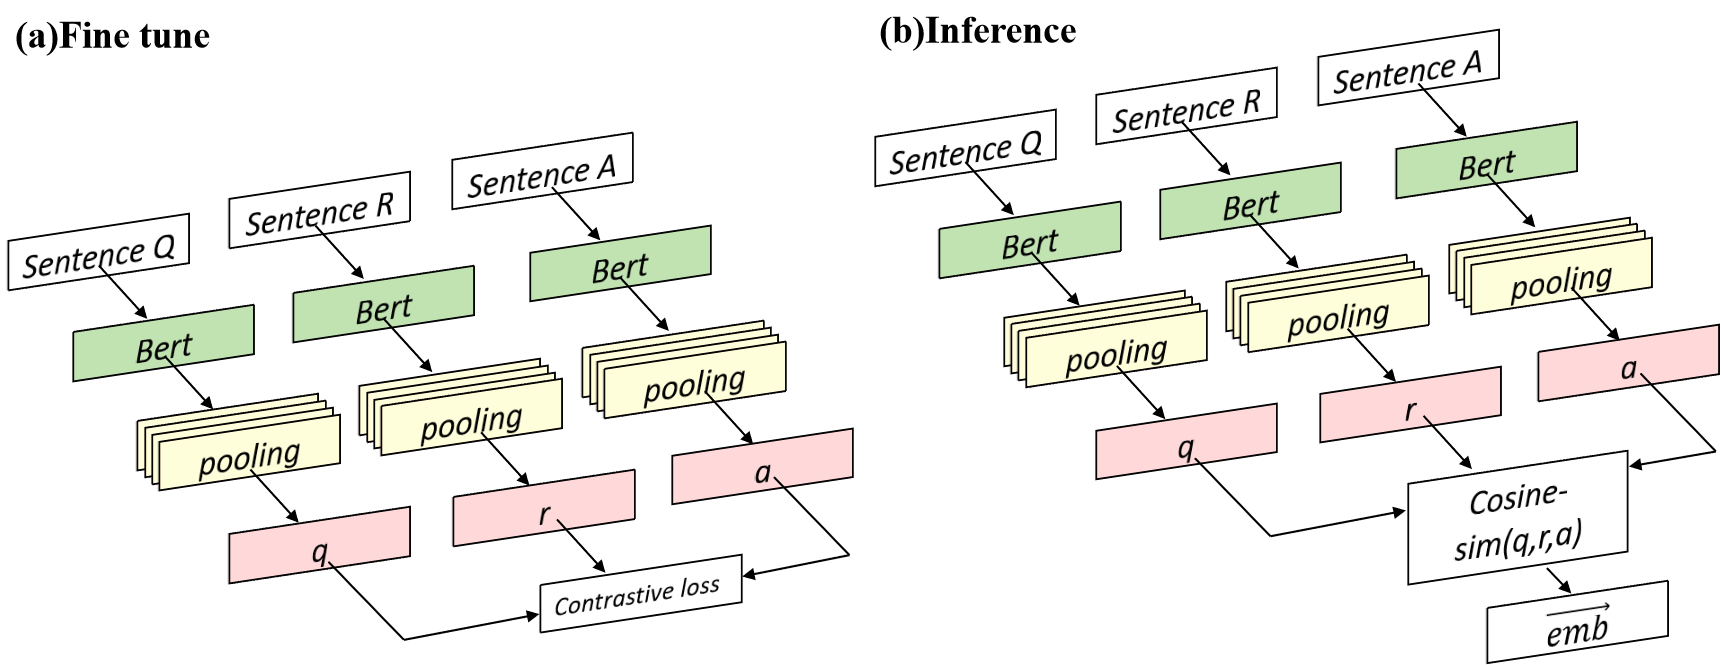 (a)Fine tune
Sentence Q
Sentence R
Sentence A
Bert
Bert
Bert
pooling
pooling
pooling
q
r
a
Contrastive loss
(b)Inference
Sentence Q
Sentence R
Sentence A
Bert
Bert
Bert
pooling
pooling
pooling
q
r
a
Cosine-
sim(q,r,a)
emb